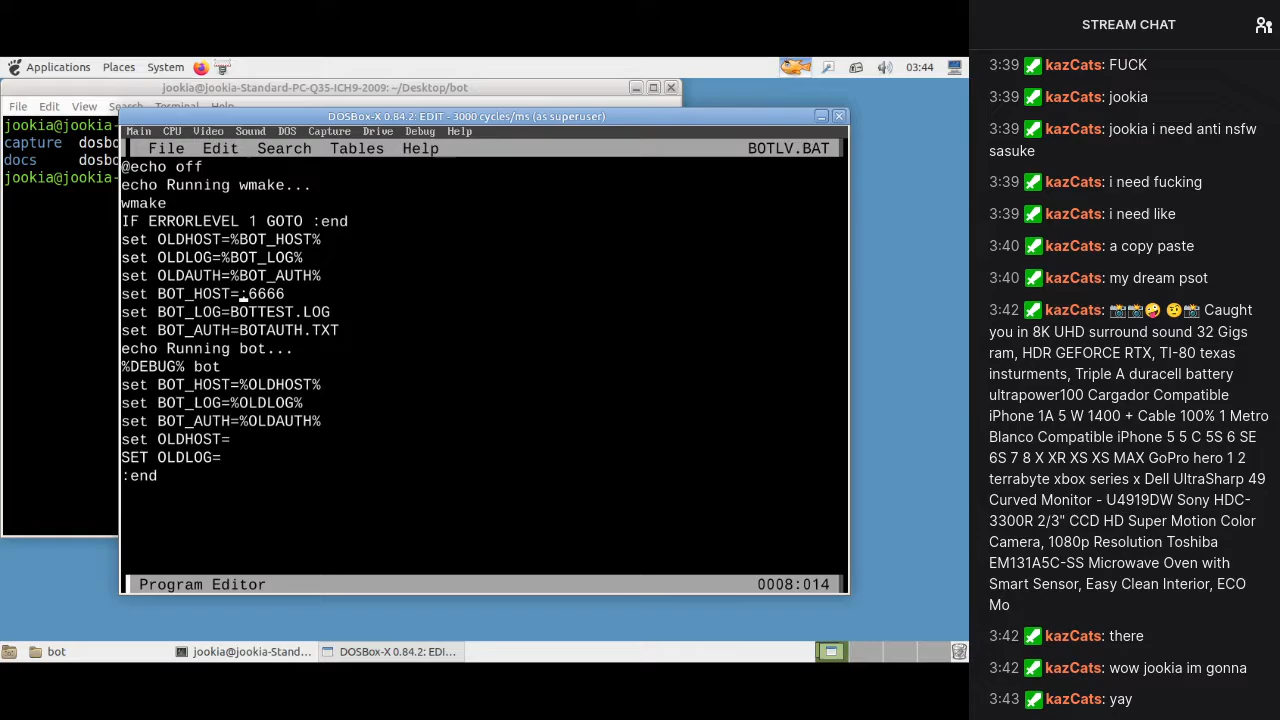 Applications Places System 03:44
jookia@jookia-Standard-PC-Q35-ICH9-2009: ~/Desktop/bot
File Edit View Search Terminal Help
jookia@jookia-
capture dosbo
docs dosbo
jookia@jookia-
DOSBox-X 0.84.2: EDIT - 3000 cycles/ms (as superuser)
Main CPU Video Sound DOS Capture Drive Debug Help
File Edit Search Tables Help BOTLV.BAT
@echo off
echo Running wmake...
wmake
IF ERRORLEVEL 1 GOTO :end
set OLDHOST=%BOT_HOST%
set OLDLOG=%BOT_LOG%
set OLDAUTH=%BOT_AUTH%
set BOT_HOST=:6666
set BOT_LOG=BOTTEST.LOG
set BOT_AUTH=BOTAUTH.TXT
echo Running bot...
%DEBUG% bot
set BOT_HOST=%OLDHOST%
set BOT_LOG=%OLDLOG%
set BOT_AUTH=%OLDAUTH%
set OLDHOST=
SET OLDLOG=
:end
Program Editor 0008:014
bot jookia@jookia-Stand... DOSBox-X 0.84.2: EDI...
STREAM CHAT
3:39 kazCats: FUCK
3:39 kazCats: jookia
3:39 kazCats: jookia i need anti nsfw
sasuke
3:39 kazCats: i need fucking
3:39 kazCats: i need like
3:40 kazCats: a copy paste
3:40 kazCats: my dream psot
3:42 kazCats: 📸📸🤪 🤨📸 Caught
you in 8K UHD surround sound 32 Gigs
ram, HDR GEFORCE RTX, TI-80 texas
insturments, Triple A duracell battery
ultrapower100 Cargador Compatible
iPhone 1A 5 W 1400 + Cable 100% 1 Metro
Blanco Compatible iPhone 5 5 C 5S 6 SE
6S 7 8 X XR XS XS MAX GoPro hero 1 2
terrabyte xbox series x Dell UltraSharp 49
Curved Monitor - U4919DW Sony HDC-
3300R 2/3" CCD HD Super Motion Color
Camera, 1080p Resolution Toshiba
EM131A5C-SS Microwave Oven with
Smart Sensor, Easy Clean Interior, ECO
Mo
3:42 kazCats: there
3:42 kazCats: wow jookia im gonna
3:43 kazCats: yay